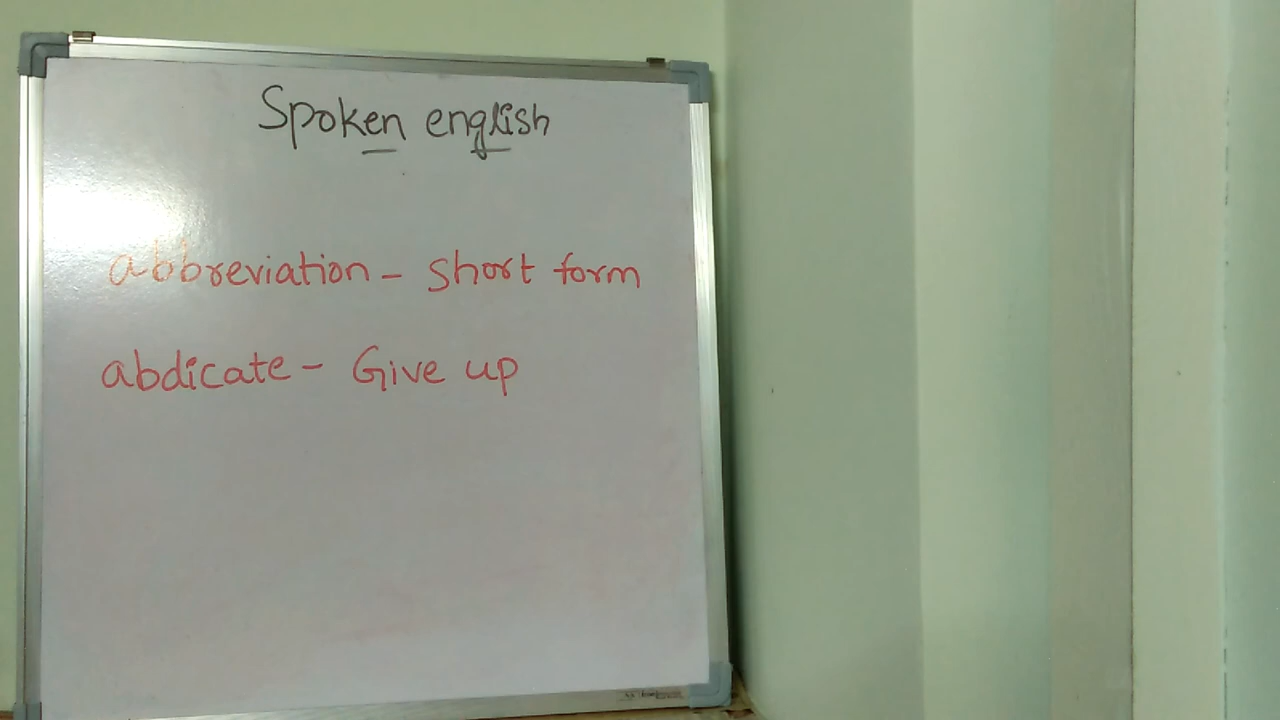 Spoken english
abbreviation - short form
abdicate - Give up